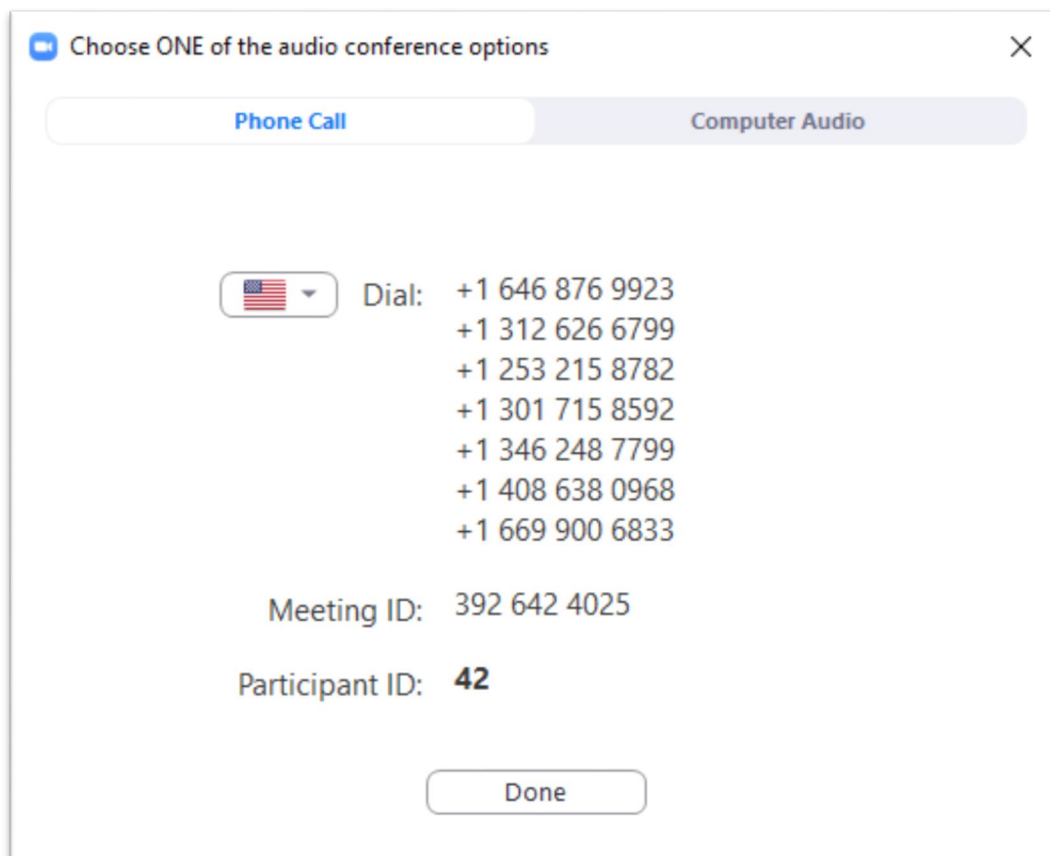 Choose ONE of the audio conference options
Phone Call
Computer Audio
Dial:
+1 646 876 9923
+1 312 626 6799
+1 253 215 8782
+1 301 715 8592
+1 346 248 7799
+1 408 638 0968
+1 669 900 6833
Meeting ID: 392 642 4025
Participant ID: 42
Done